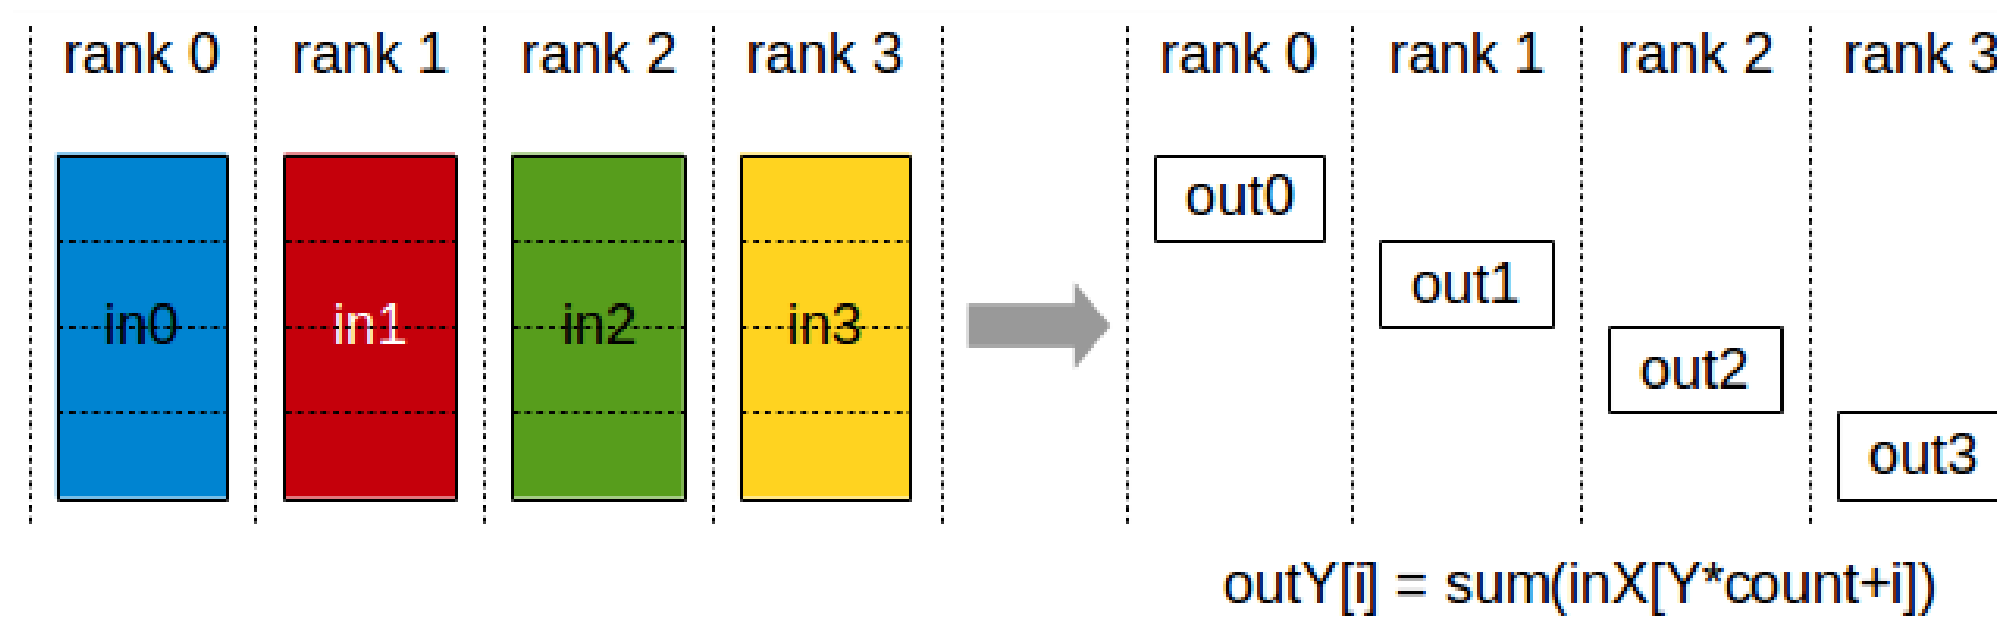 rank 0 rank 1 rank 2 rank 3 rank 0 rank 1 rank 2 rank 3
out0
out1
in0 in1 in2 in3
out2
out3
outY[i] = sum(inX[Y*count+i])